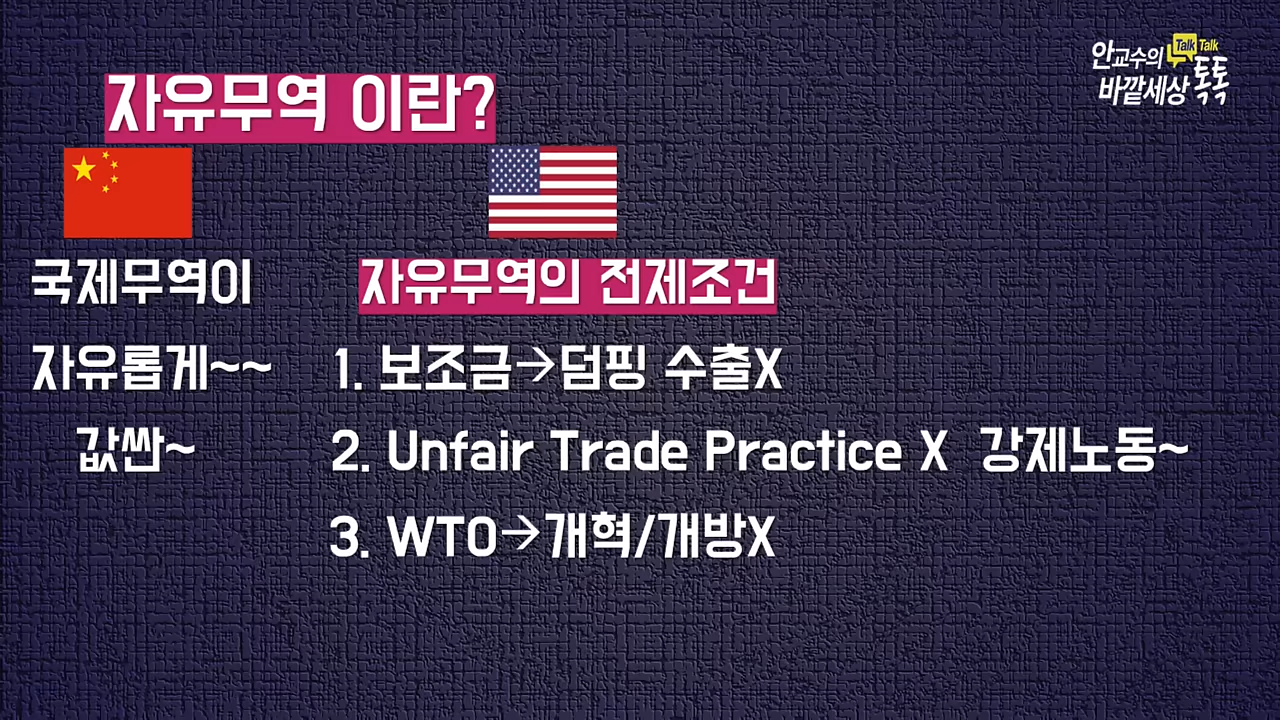 안교수의 Talk Talk
바깥세상 톡톡
자유무역 이란?
국제무역이
자유롭게~~
값싼~
자유무역의 전제조건
1. 보조금→덤핑 수출X
2. Unfair Trade Practice X 강제노동~
3. WTO→개혁/개방X